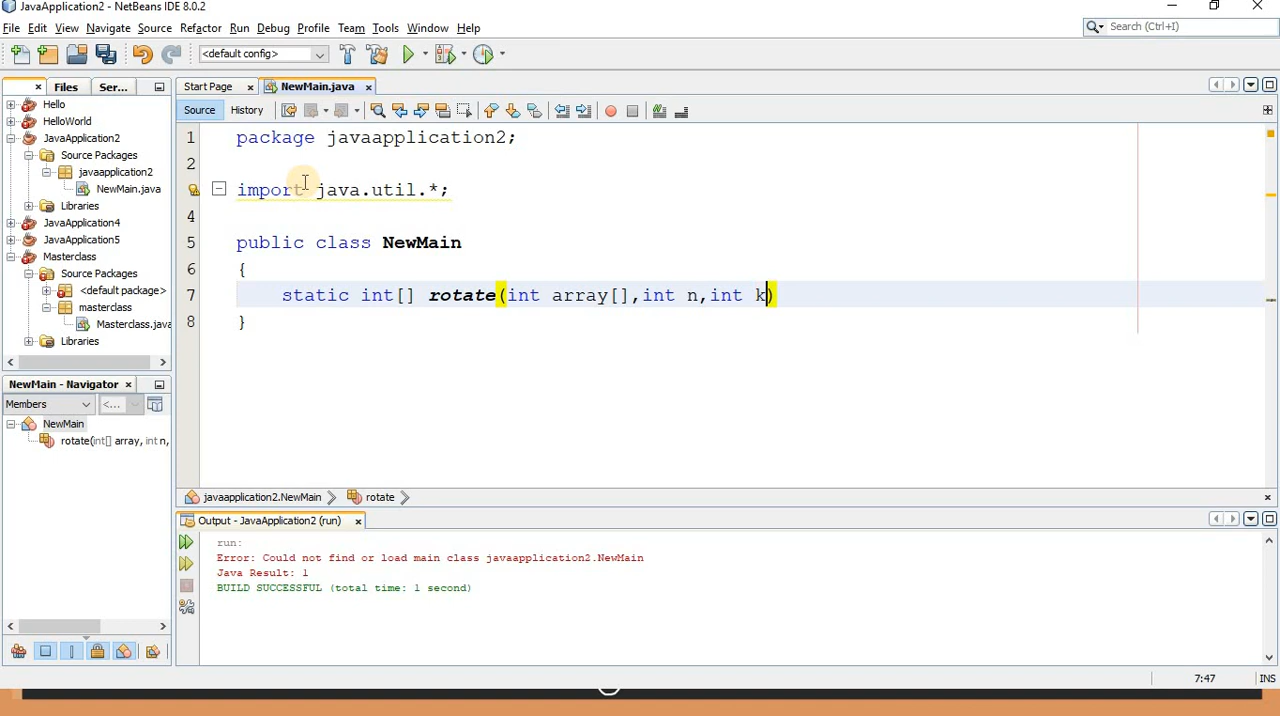 JavaApplication2 - NetBeans IDE 8.0.2
File Edit View Navigate Source Refactor Run Debug Profile Team Tools Window Help
Search (Ctrl+I)
<default config>
Files Ser...
Start Page NewMain.java
Source History
Hello
HelloWorld
JavaApplication2
Source Packages
javaapplication2
NewMain.java
Libraries
JavaApplication4
JavaApplication5
Masterclass
Source Packages
<default package>
masterclass
Masterclass.java
Libraries
1 package javaapplication2;
2
import java.util.*;
4
5 public class NewMain
6 {
7 static int[] rotate(int array[],int n,int k)
8 }
NewMain - Navigator
Members <...
NewMain
rotate(int[] array, int n,
javaapplication2.NewMain rotate
Output - JavaApplication2 (run)
run:
Error: Could not find or load main class javaapplication2.NewMain
Java Result: 1
BUILD SUCCESSFUL (total time: 1 second)
7:47 INS